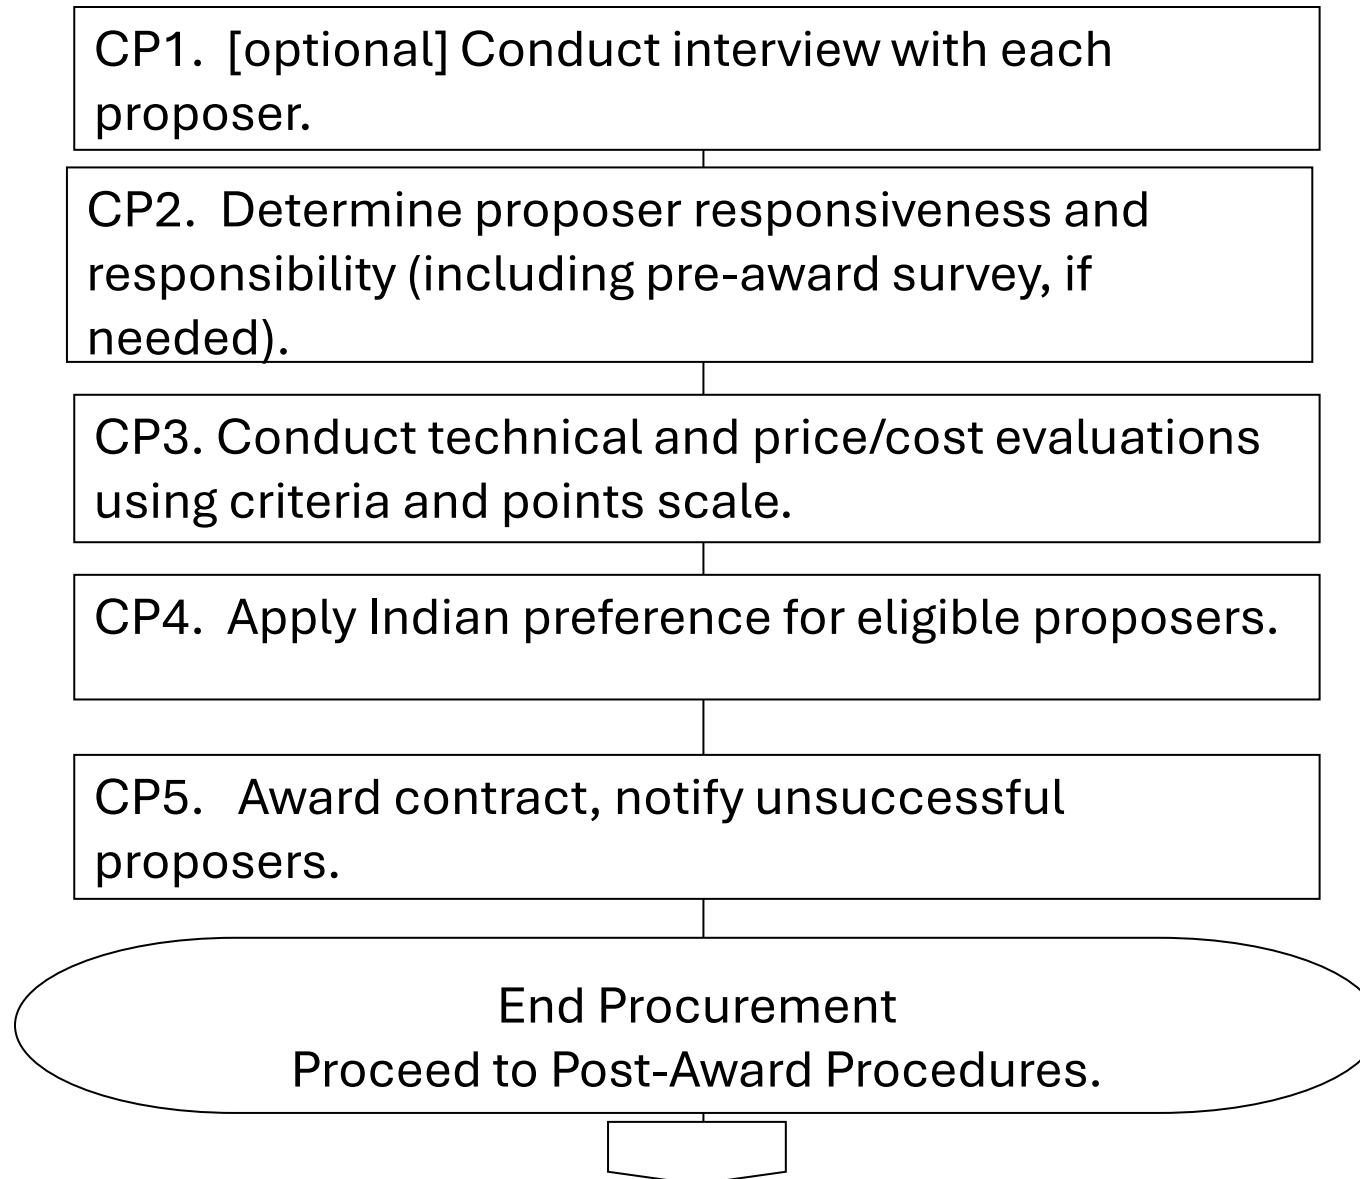 CP1.  [optional] Conduct interview with each
proposer.
CP2.  Determine proposer responsiveness and
responsibility (including pre-award survey, if
needed).
CP3. Conduct technical and price/cost evaluations
using criteria and points scale.
CP4.  Apply Indian preference for eligible proposers.
CP5.   Award contract, notify unsuccessful
proposers.
End Procurement
Proceed to Post-Award Procedures.